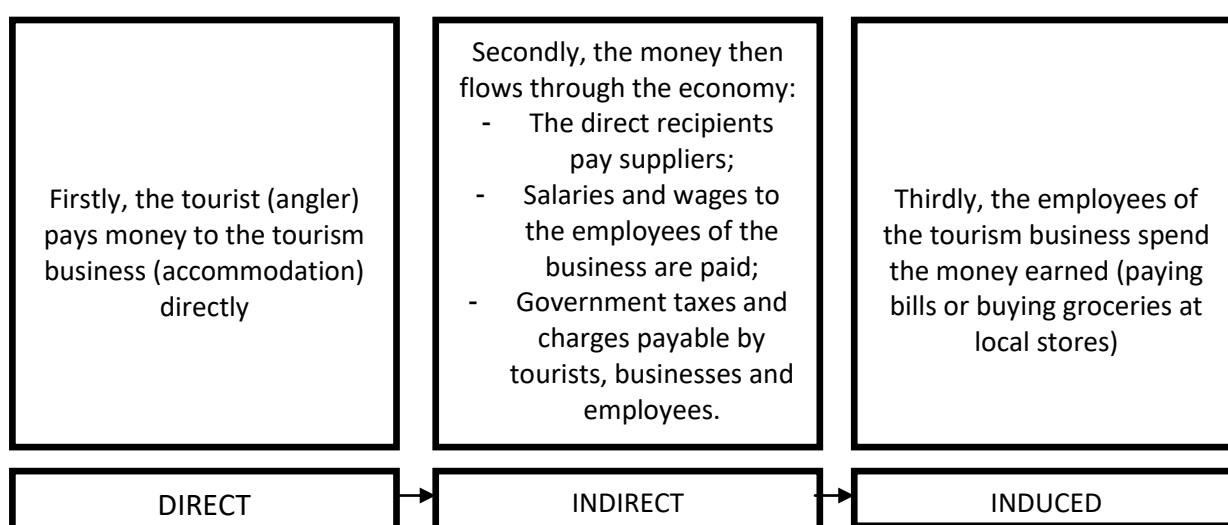 Firstly, the tourist (angler)
pays money to the tourism
business (accommodation)
directly
Secondly, the money then
flows through the economy:
- The direct recipients
pay suppliers;
- Salaries and wages to
the employees of the
business are paid;
- Government taxes and
charges payable by
tourists, businesses and
employees.
Thirdly, the employees of
the tourism business spend
the money earned (paying
bills or buying groceries at
local stores)
DIRECT
INDIRECT
INDUCED